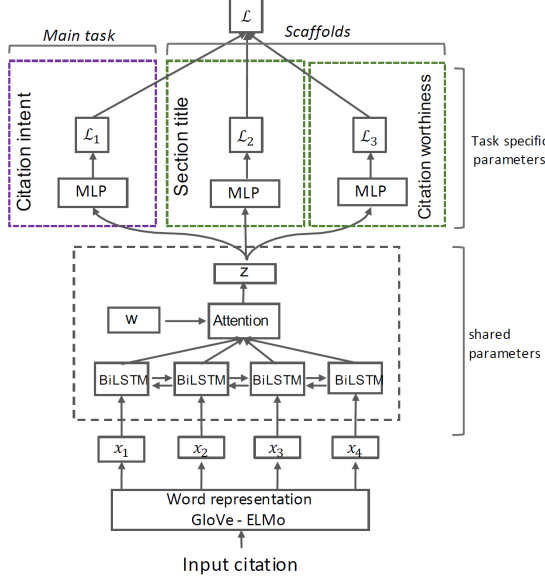 ℒ
Main task
Scaffolds
Citation intent
ℒ1
MLP
Section title
ℒ2
MLP
ℒ3
MLP
Citation worthiness
Task specific
parameters
z
w
Attention
shared
parameters
BiLSTM
BiLSTM
BiLSTM
BiLSTM
x1
x2
x3
x4
Word representation
GloVe - ELMo
Input citation